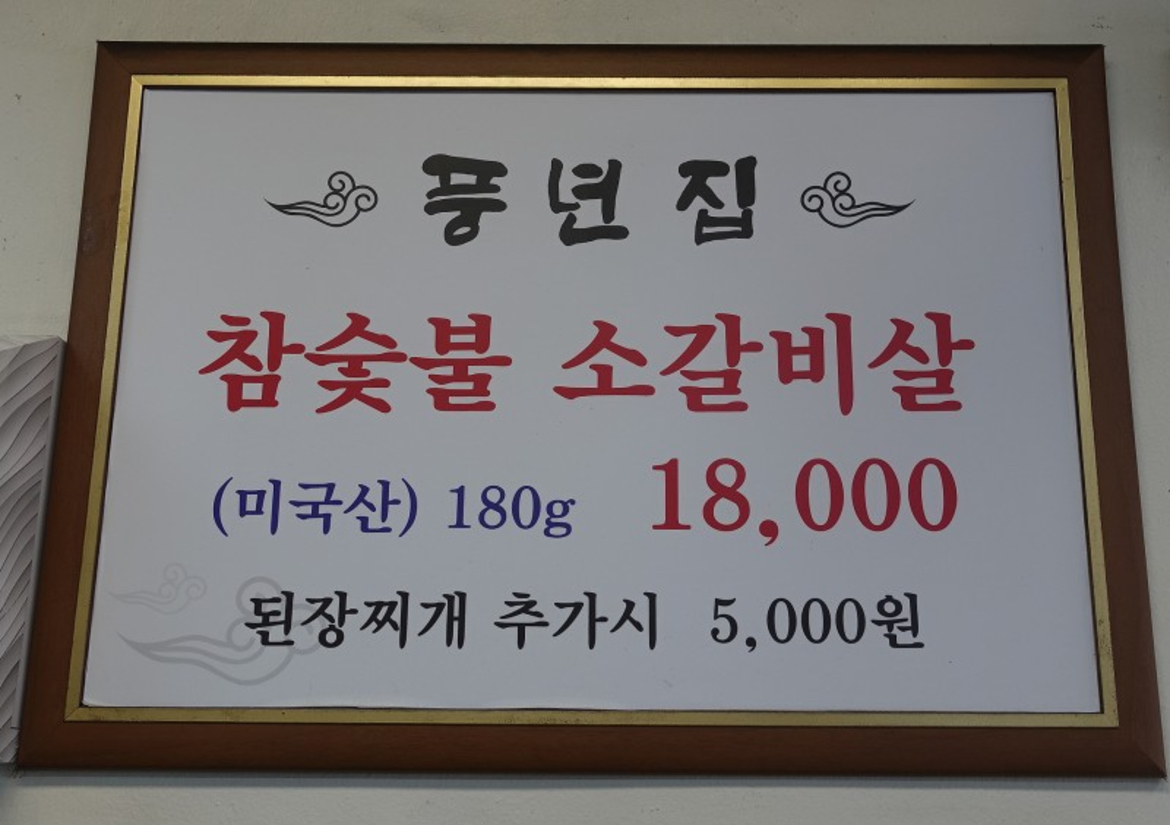 풍년집
참숯불 소갈비살
(미국산) 180g 18,000
된장찌개 추가시 5,000원